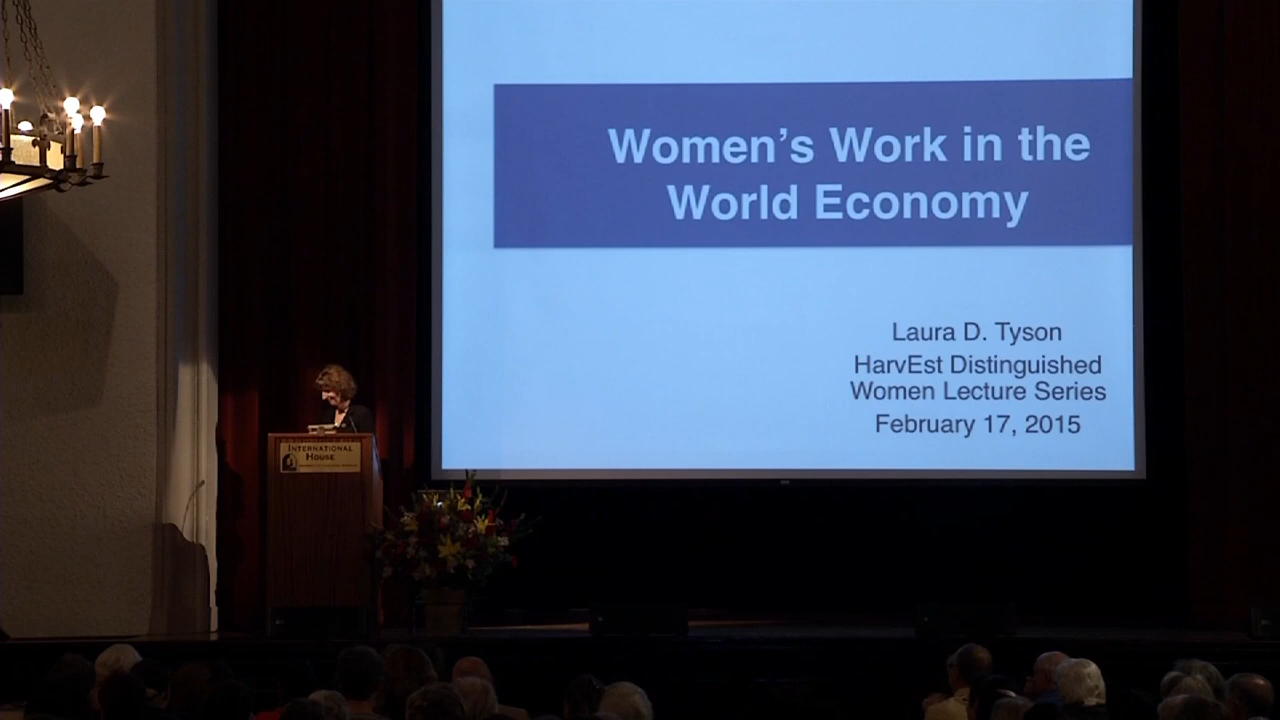 Women's Work in the
World Economy
Laura D. Tyson
HarvEst Distinguished
Women Lecture Series
February 17, 2015
INTERNATIONAL
HOUSE